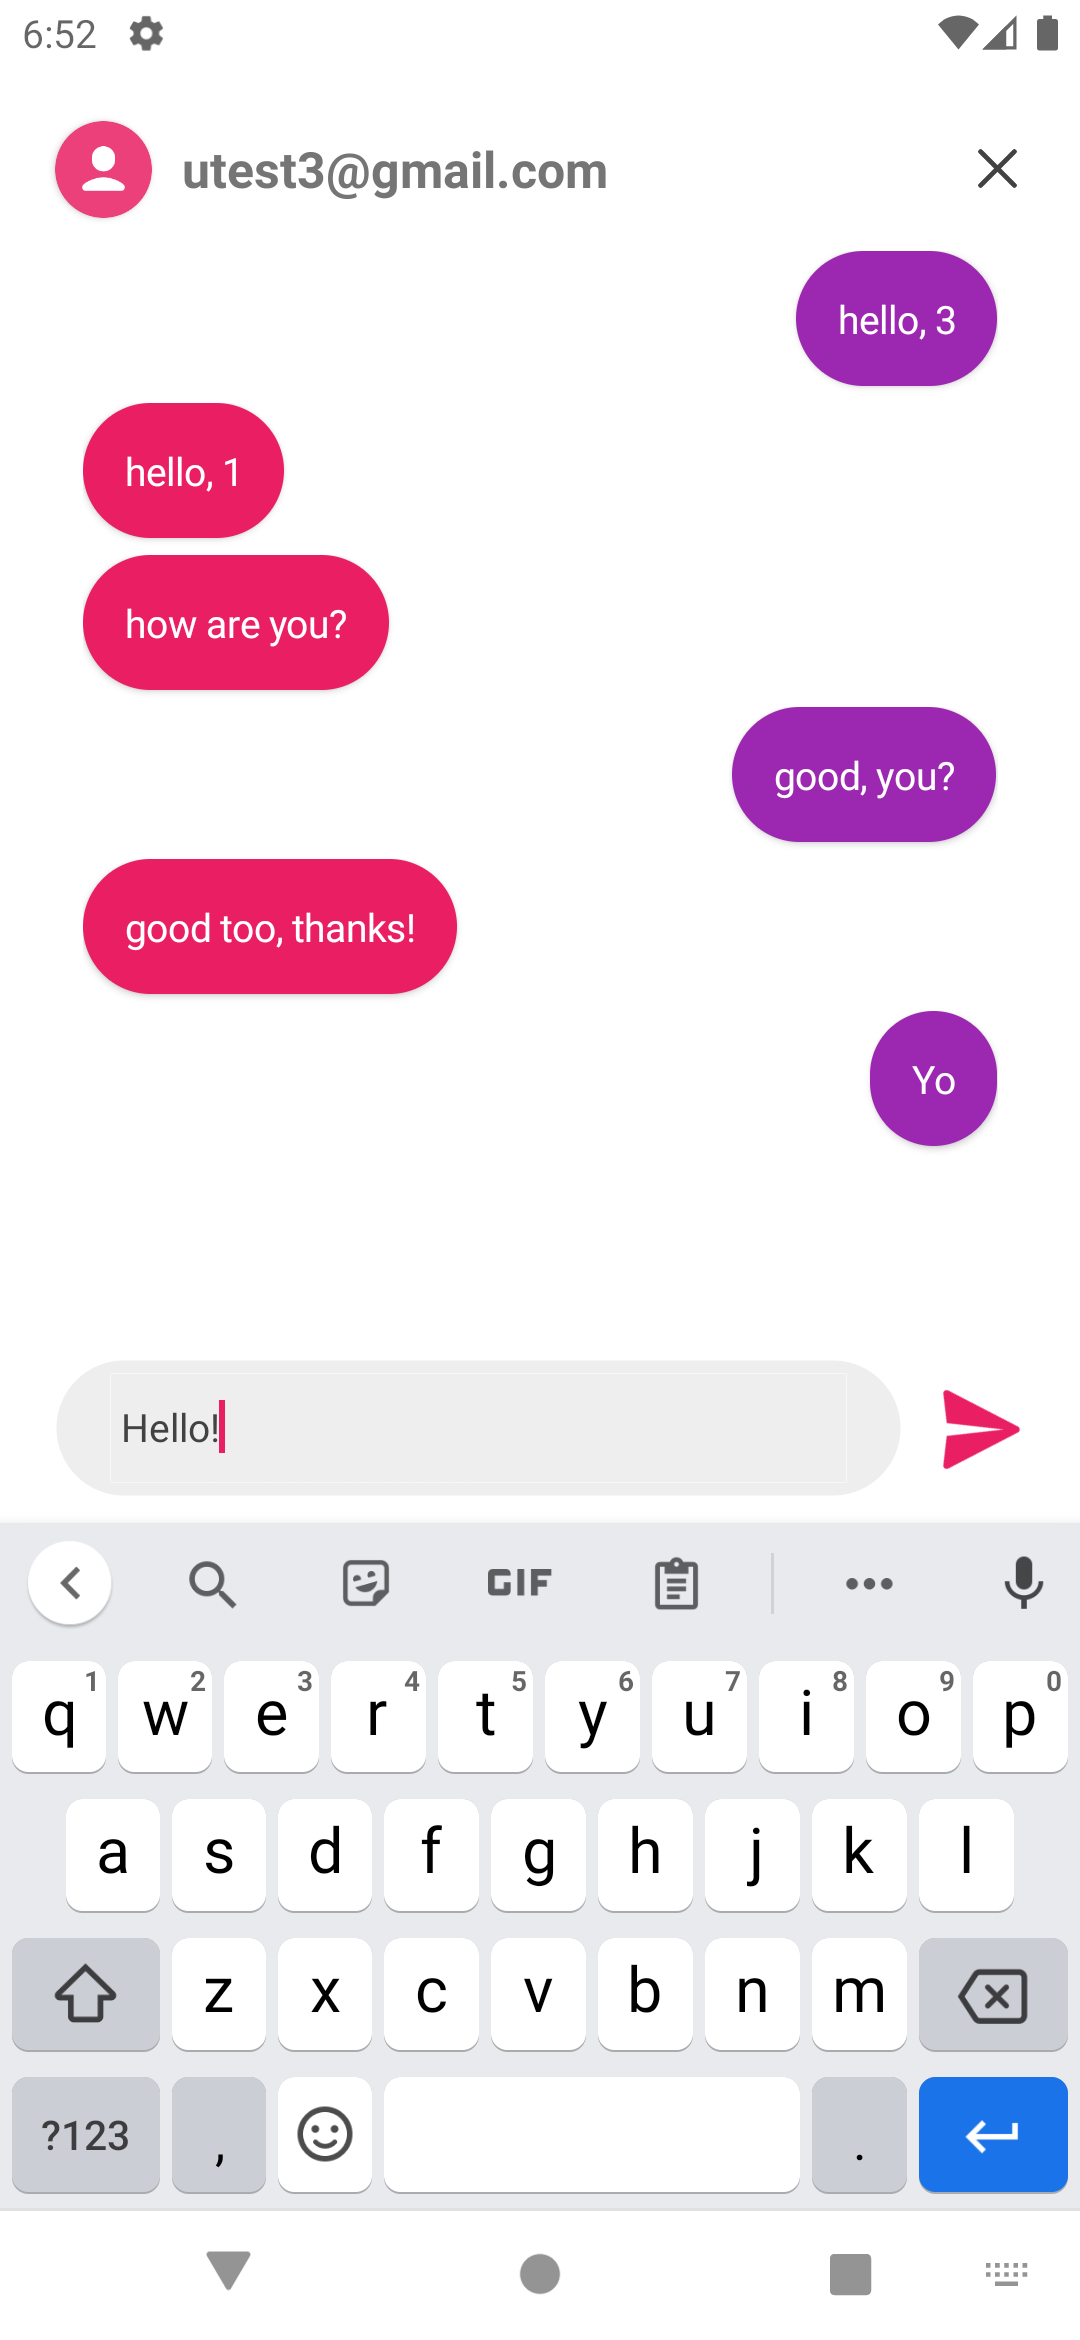 6:52
utest3@gmail.com
hello, 3
hello, 1
how are you?
good, you?
good too, thanks!
Yo
Hello!
GIF
q 1 w 2 e 3 r 4 t 5 y 6 u 7 i 8 o 9 p 0
a s d f g h j k l
z x c v b n m
?123 , .